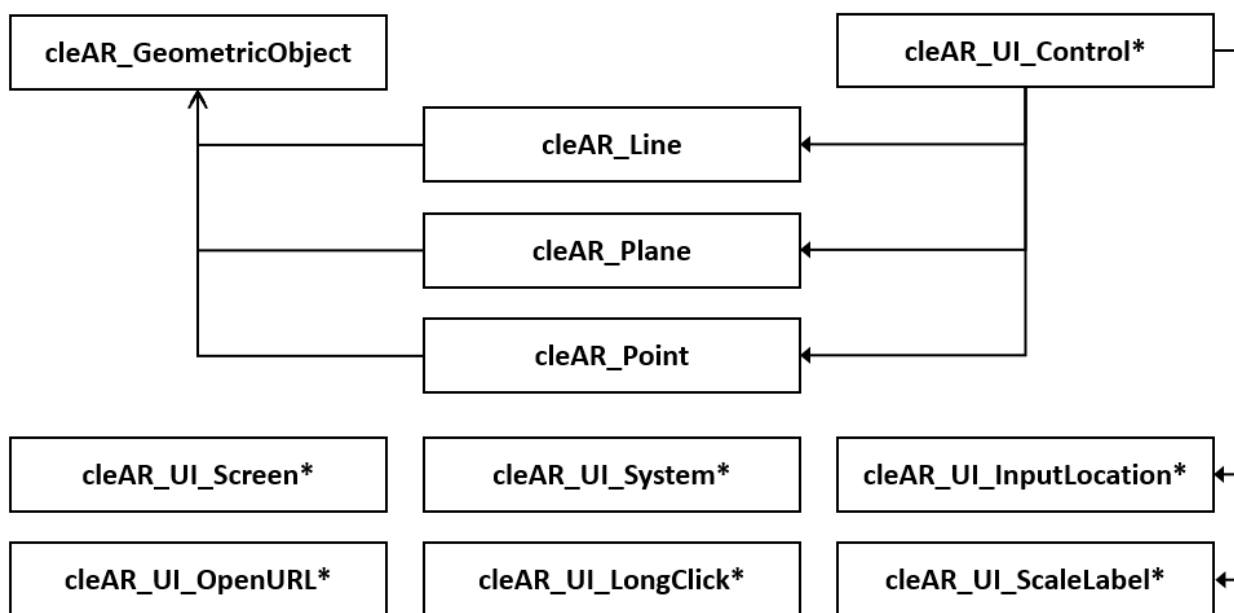 cleAR_GeometricObject
cleAR_UI_Control*
cleAR_Line
cleAR_Plane
cleAR_Point
cleAR_UI_Screen*
cleAR_UI_System*
cleAR_UI_InputLocation*
cleAR_UI_OpenURL*
cleAR_UI_LongClick*
cleAR_UI_ScaleLabel*